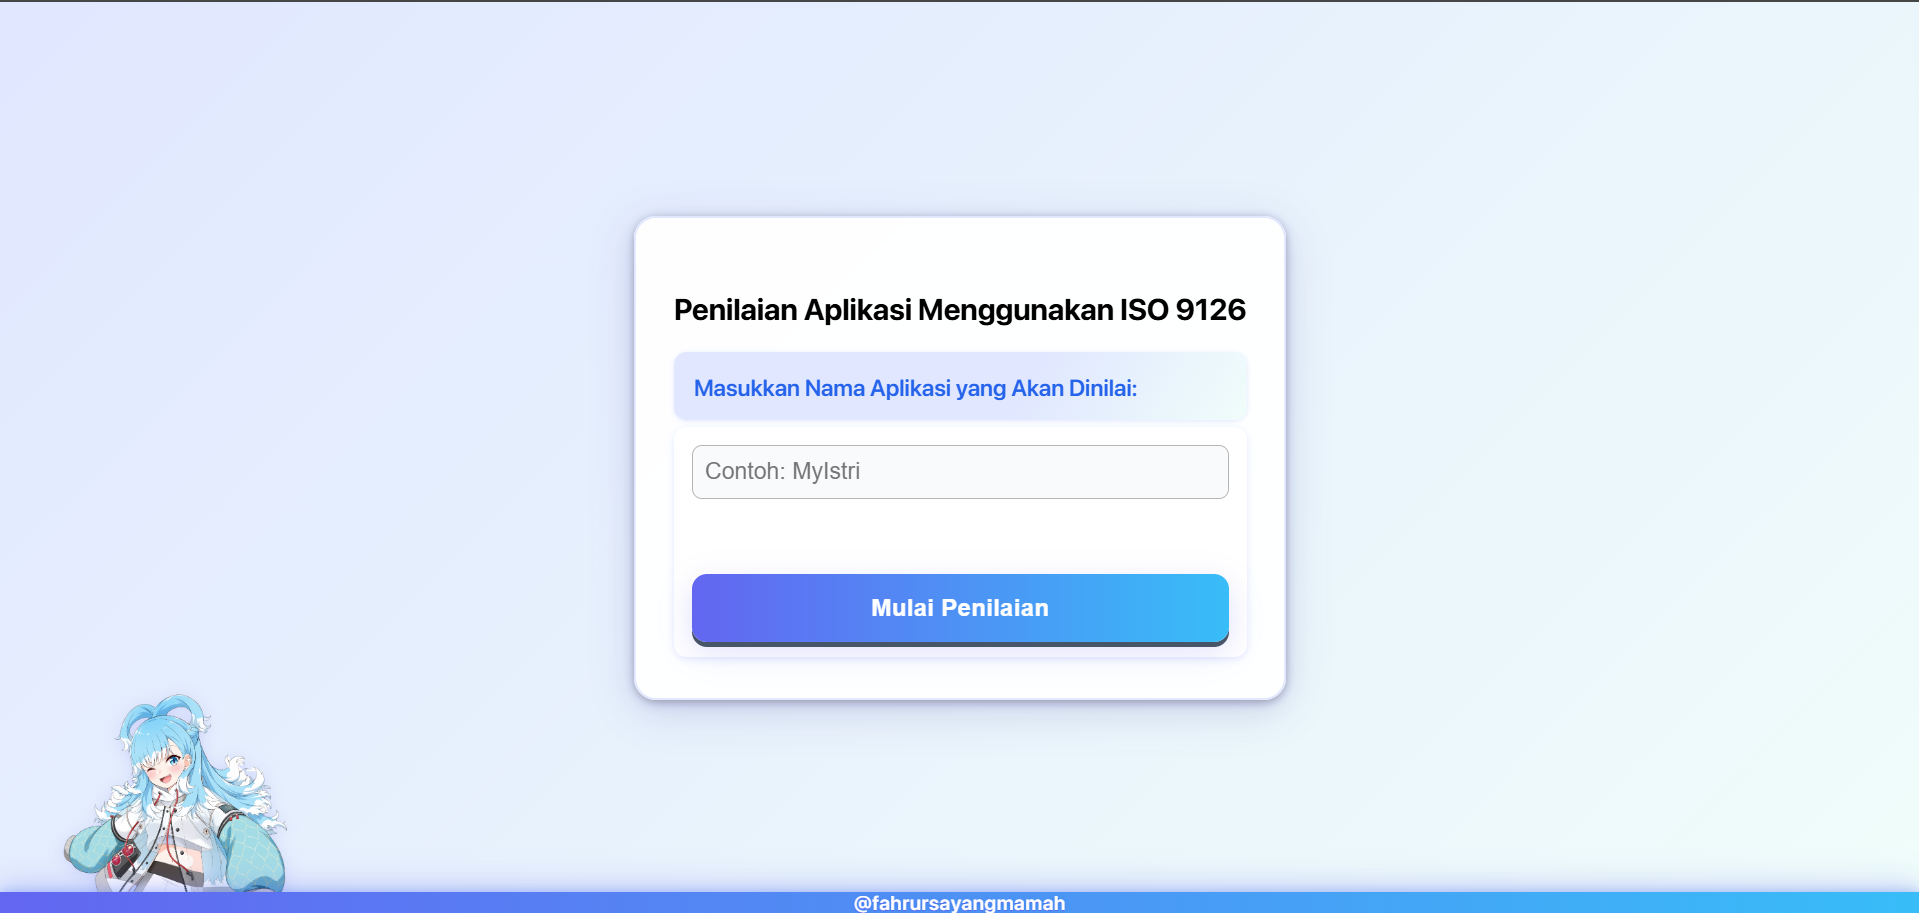 Penilaian Aplikasi Menggunakan ISO 9126
Masukkan Nama Aplikasi yang Akan Dinilai:
Contoh: MyIstri
Mulai Penilaian
@fahrursayangmamah